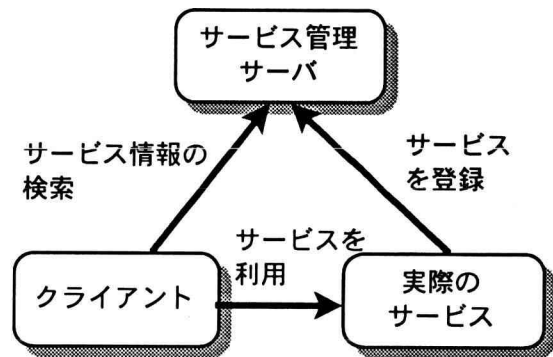 サービス管理
サーバ
サービス情報の
検索
サービス
を登録
サービスを
利用
クライアント
実際の
サービス